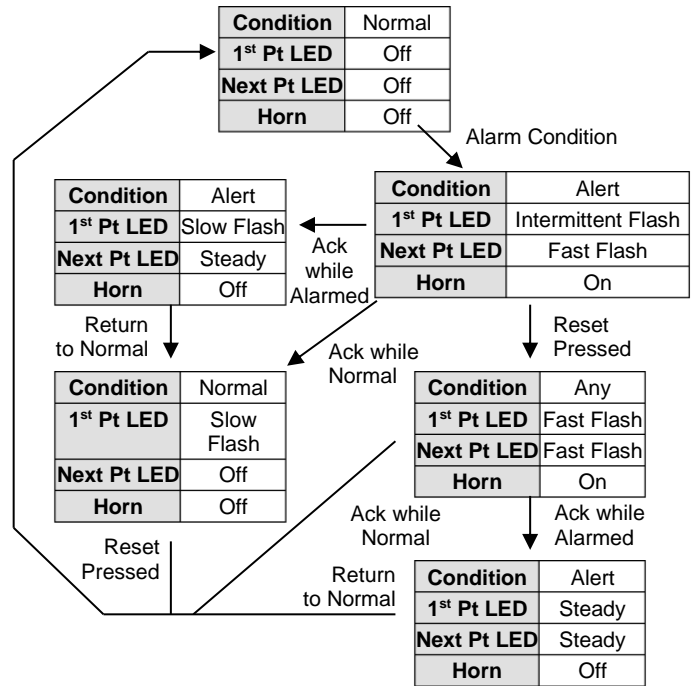 Condition Normal
1st Pt LED Off
Next Pt LED Off
Horn Off
Alarm Condition
Condition Alert
1st Pt LED Slow Flash
Next Pt LED Steady
Horn Off
Ack
while
Alarmed
Condition Alert
1st Pt LED Intermittent Flash
Next Pt LED Fast Flash
Horn On
Return
to Normal
Ack while
Normal
Reset
Pressed
Condition Normal
1st Pt LED Slow
Flash
Next Pt LED Off
Horn Off
Condition Any
1st Pt LED Fast Flash
Next Pt LED Fast Flash
Horn On
Reset
Pressed
Ack while
Normal
Ack while
Alarmed
Return
to Normal
Condition Alert
1st Pt LED Steady
Next Pt LED Steady
Horn Off